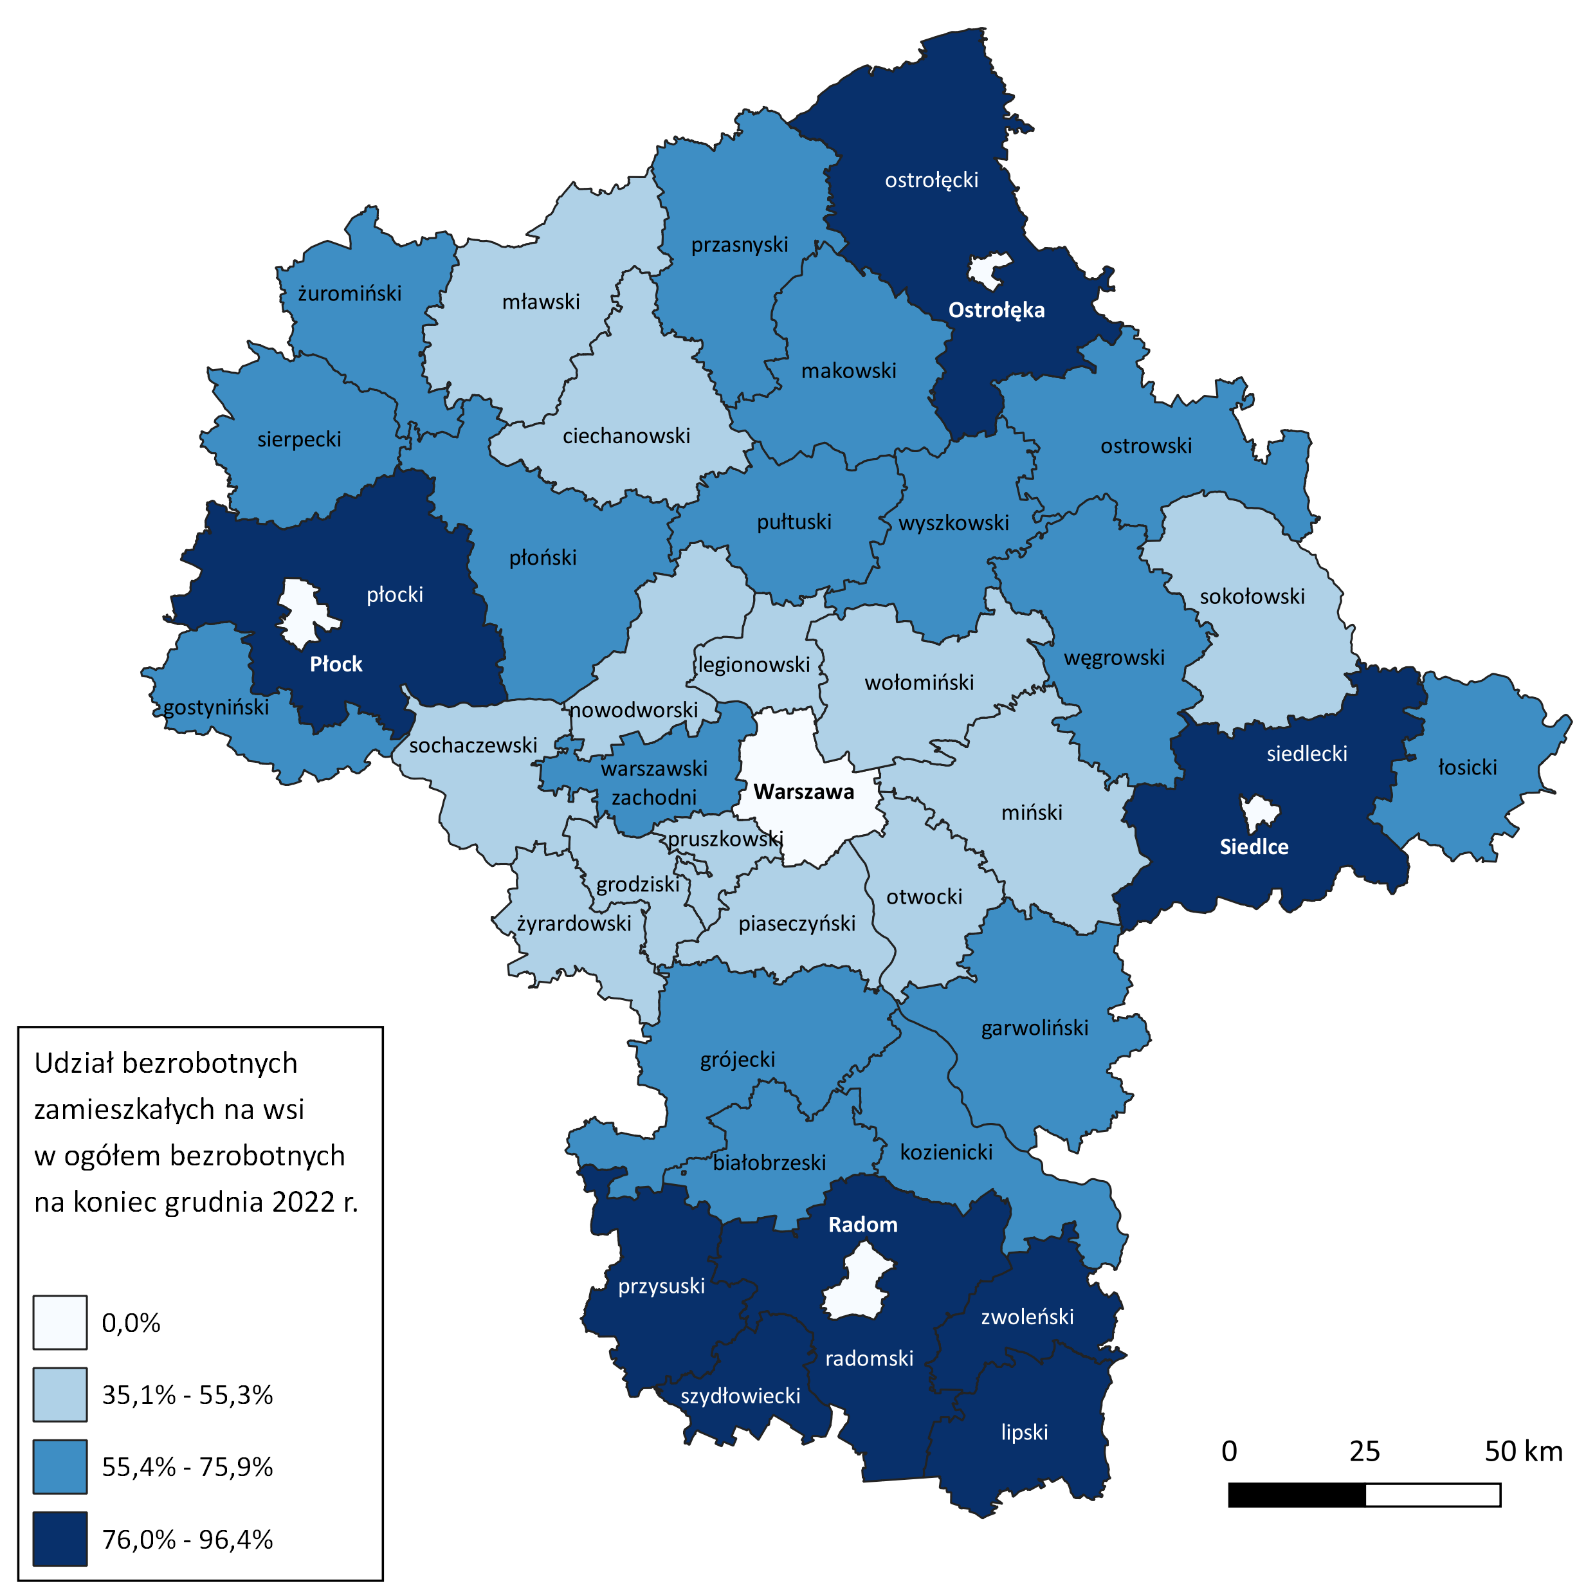 ostrołęcki
przasnyski
żuromiński
mławski
Ostrołęka
makowski
sierpecki
ciechanowski
ostrowski
pułtuski
wyszkowski
płoński
płocki
sokołowski
Płock
legionowski
węgrowski
wołomiński
gostyniński
nowodworski
sochaczewski
siedlecki
warszawski
zachodni
łosicki
Warszawa
miński
pruszkowski
Siedlce
grodziski
otwocki
żyrardowski
piaseczyński
garwoliński
grójecki
białobrzeski
kozienicki
Radom
przysuski
zwoleński
radomski
szydłowiecki
lipski
Udział bezrobotnych
zamieszkałych na wsi
w ogółem bezrobotnych
na koniec grudnia 2022 r.
0,0%
35,1% - 55,3%
55,4% - 75,9%
76,0% - 96,4%
0 25 50 km